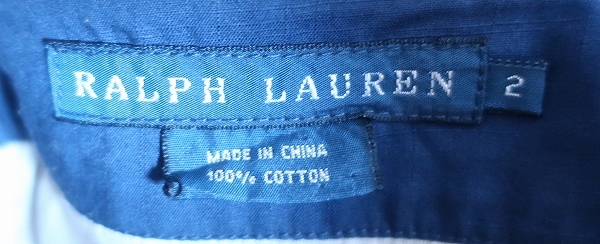 RALPH LAUREN 2
MADE IN CHINA
100% COTTON